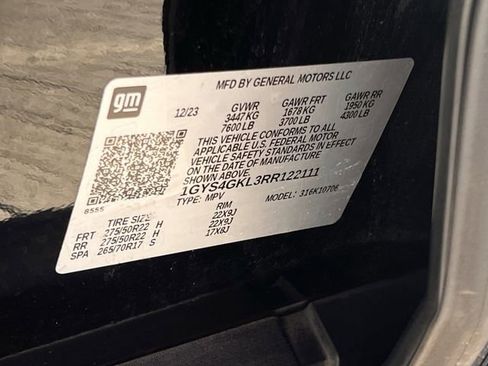 gm
MFD BY GENERAL MOTORS LLC
12/23 GVWR GAWR FRT GAWR RR
3447 KG 1678 KG 1950 KG
7600 LB 3700 LB 4300 LB
THIS VEHICLE CONFORMS TO ALL
APPLICABLE U.S. FEDERAL MOTOR
VEHICLE SAFETY STANDARDS IN EFFECT
ON THE DATE OF MANUFACTURE
SHOWN ABOVE.
1GYS4GKL3RR122111
TYPE: MPV MODEL: 316K10706
8555
TIRE SIZE RIM
FRT 275/50R22 H 22X9J
RR 275/50R22 H 22X9J
SPA 265/70R17 S 17X8J